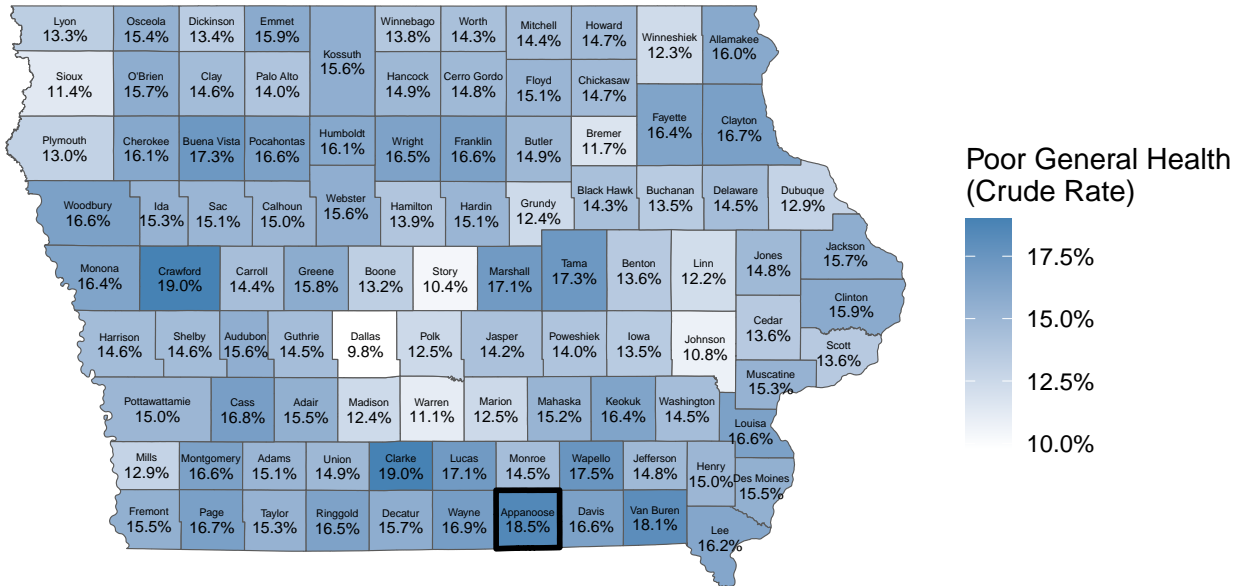 Lyon
13.3%
Osceola
15.4%
Dickinson
13.4%
Emmet
15.9%
Kossuth
15.6%
Winnebago
13.8%
Worth
14.3%
Mitchell
14.4%
Howard
14.7%
Winneshiek
12.3%
Allamakee
16.0%
Sioux
11.4%
O'Brien
15.7%
Clay
14.6%
Palo Alto
14.0%
Hancock
14.9%
Cerro Gordo
14.8%
Floyd
15.1%
Chickasaw
14.7%
Fayette
16.4%
Clayton
16.7%
Plymouth
13.0%
Cherokee
16.1%
Buena Vista
17.3%
Pocahontas
16.6%
Humboldt
16.1%
Wright
16.5%
Franklin
16.6%
Butler
14.9%
Bremer
11.7%
Woodbury
16.6%
Ida
15.3%
Sac
15.1%
Calhoun
15.0%
Webster
15.6%
Hamilton
13.9%
Hardin
15.1%
Grundy
12.4%
Black Hawk
14.3%
Buchanan
13.5%
Delaware
14.5%
Dubuque
12.9%
Monona
16.4%
Crawford
19.0%
Carroll
14.4%
Greene
15.8%
Boone
13.2%
Story
10.4%
Marshall
17.1%
Tama
17.3%
Benton
13.6%
Linn
12.2%
Jones
14.8%
Jackson
15.7%
Clinton
15.9%
Harrison
14.6%
Shelby
14.6%
Audubon
15.6%
Guthrie
14.5%
Dallas
9.8%
Polk
12.5%
Jasper
14.2%
Poweshiek
14.0%
Iowa
13.5%
Johnson
10.8%
Cedar
13.6%
Scott
13.6%
Muscatine
15.3%
Pottawattamie
15.0%
Cass
16.8%
Adair
15.5%
Madison
12.4%
Warren
11.1%
Marion
12.5%
Mahaska
15.2%
Keokuk
16.4%
Washington
14.5%
Louisa
16.6%
Mills
12.9%
Montgomery
16.6%
Adams
15.1%
Union
14.9%
Clarke
19.0%
Lucas
17.1%
Monroe
14.5%
Wapello
17.5%
Jefferson
14.8%
Henry
15.0%
Des Moines
15.5%
Fremont
15.5%
Page
16.7%
Taylor
15.3%
Ringgold
16.5%
Decatur
15.7%
Wayne
16.9%
Appanoose
18.5%
Davis
16.6%
Van Buren
18.1%
Lee
16.2%
Poor General Health
(Crude Rate)
17.5%
15.0%
12.5%
10.0%